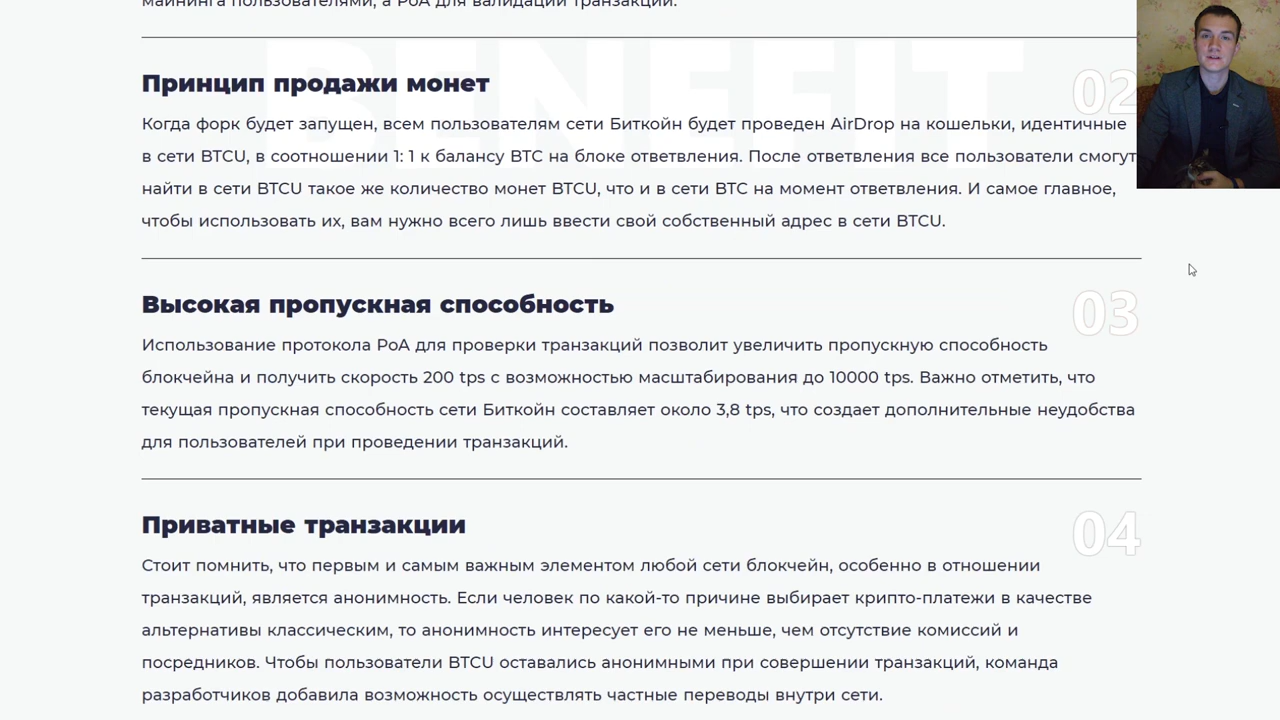 майнинга пользователями, а PoA для валидации транзакций.
BENEFIT
Принцип продажи монет
02
Когда форк будет запущен, всем пользователям сети Биткойн будет проведен AirDrop на кошельки, идентичные
в сети BTCU, в соотношении 1: 1 к балансу BTC на блоке ответвления. После ответвления все пользователи смогут
найти в сети BTCU такое же количество монет BTCU, что и в сети BTC на момент ответвления. И самое главное,
чтобы использовать их, вам нужно всего лишь ввести свой собственный адрес в сети BTCU.
Высокая пропускная способность
03
Использование протокола PoA для проверки транзакций позволит увеличить пропускную способность
блокчейна и получить скорость 200 tps с возможностью масштабирования до 10000 tps. Важно отметить, что
текущая пропускная способность сети Биткойн составляет около 3,8 tps, что создает дополнительные неудобства
для пользователей при проведении транзакций.
Приватные транзакции
04
Стоит помнить, что первым и самым важным элементом любой сети блокчейн, особенно в отношении
транзакций, является анонимность. Если человек по какой-то причине выбирает крипто-платежи в качестве
альтернативы классическим, то анонимность интересует его не меньше, чем отсутствие комиссий и
посредников. Чтобы пользователи BTCU оставались анонимными при совершении транзакций, команда
разработчиков добавила возможность осуществлять частные переводы внутри сети.